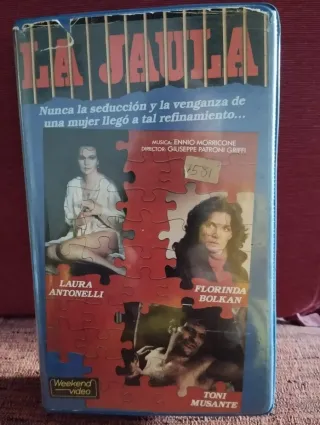 LA JAULA
Nunca la seducción y la venganza de
una mujer llegó a tal refinamiento...
MUSICA: ENNIO MORRICONE
DIRECTOR: GIUSEPPE PATRONI GRIFFI
LAURA
ANTONELLI
FLORINDA
BOLKAN
TONI
MUSANTE
Weekend
video